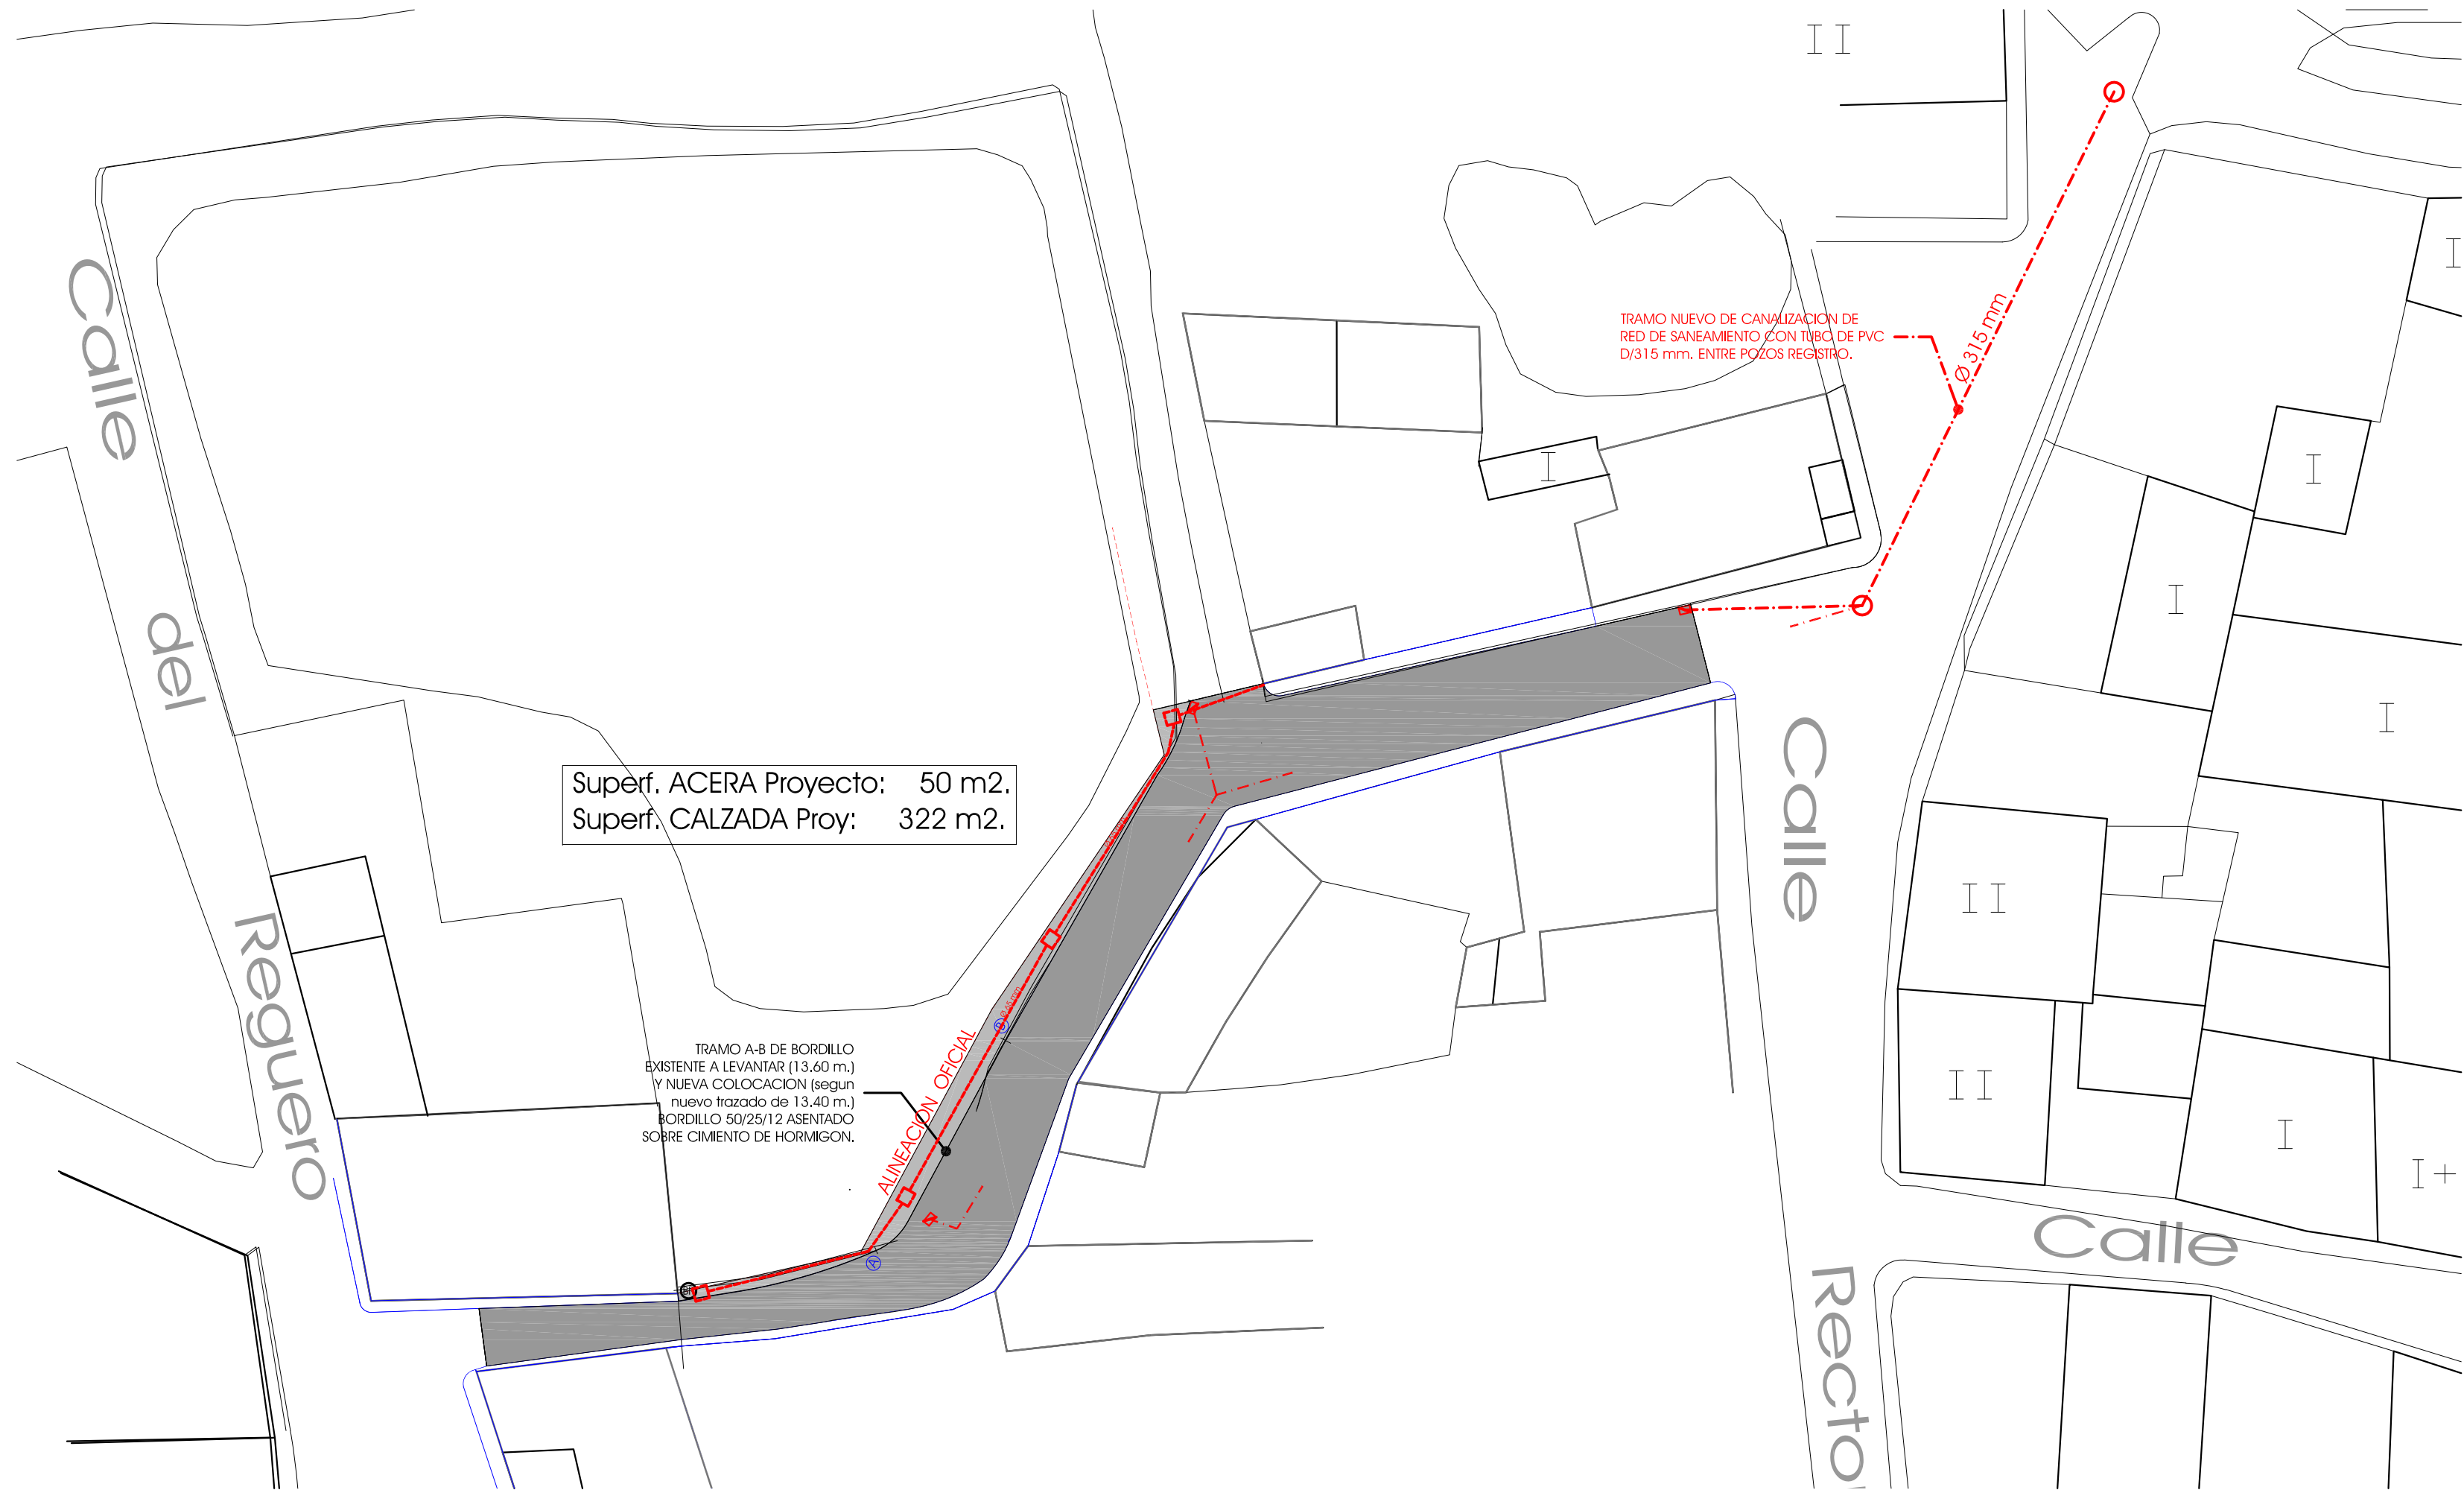 II
I
TRAMO NUEVO DE CANALIZACION DE
RED DE SANEAMIENTO CON TUBO DE PVC
D/315 mm. ENTRE POZOS REGISTRO.
Ø 315 mm
Calle
del
Reguero
I
I
I
I
Superf. ACERA Proyecto: 50 m2.
Superf. CALZADA Proy: 322 m2.
Calle
Rector
II
II
I
I+
TRAMO A-B DE BORDILLO
EXISTENTE A LEVANTAR (13.60 m.)
Y NUEVA COLOCACION (segun
nuevo trazado de 13.40 m.)
BORDILLO 50/25/12 ASENTADO
SOBRE CIMIENTO DE HORMIGON.
ALINEACION OFICIAL
B
A
Calle